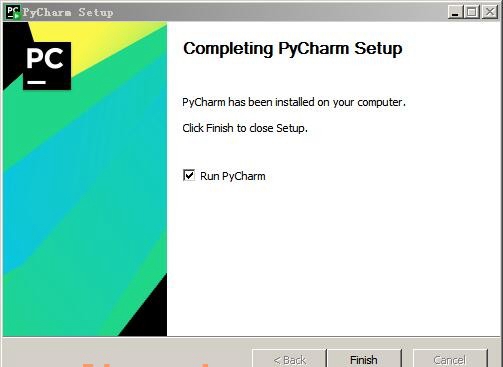 PC PyCharm Setup
PC
Completing PyCharm Setup
PyCharm has been installed on your computer.
Click Finish to close Setup.
Run PyCharm
< Back
Finish
Cancel